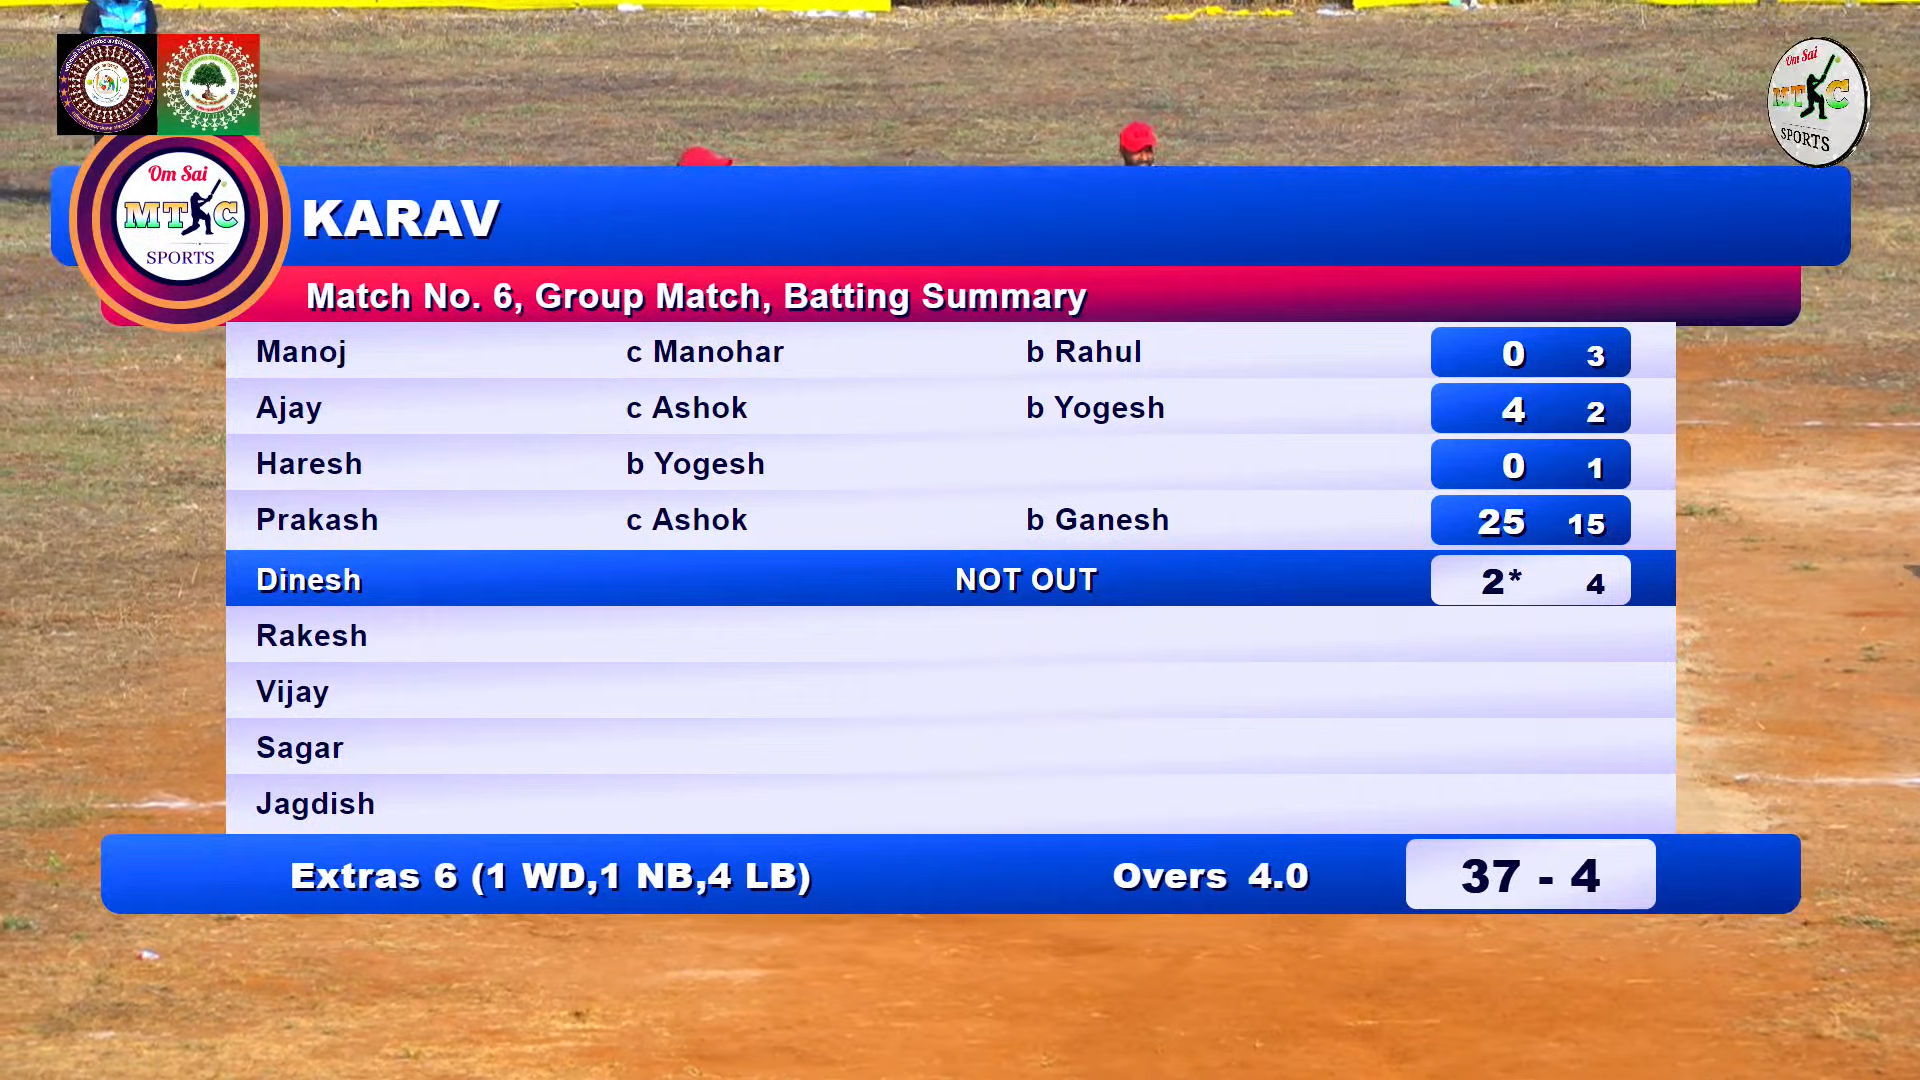 Om Sai
MTCC
SPORTS
Om Sai
MT C
SPORTS
KARAV
Match No. 6, Group Match, Batting Summary
Manoj c Manohar b Rahul 0 3
Ajay c Ashok b Yogesh 4 2
Haresh b Yogesh 0 1
Prakash c Ashok b Ganesh 25 15
Dinesh NOT OUT 2* 4
Rakesh
Vijay
Sagar
Jagdish
Extras 6 (1 WD,1 NB,4 LB) Overs 4.0 37 - 4